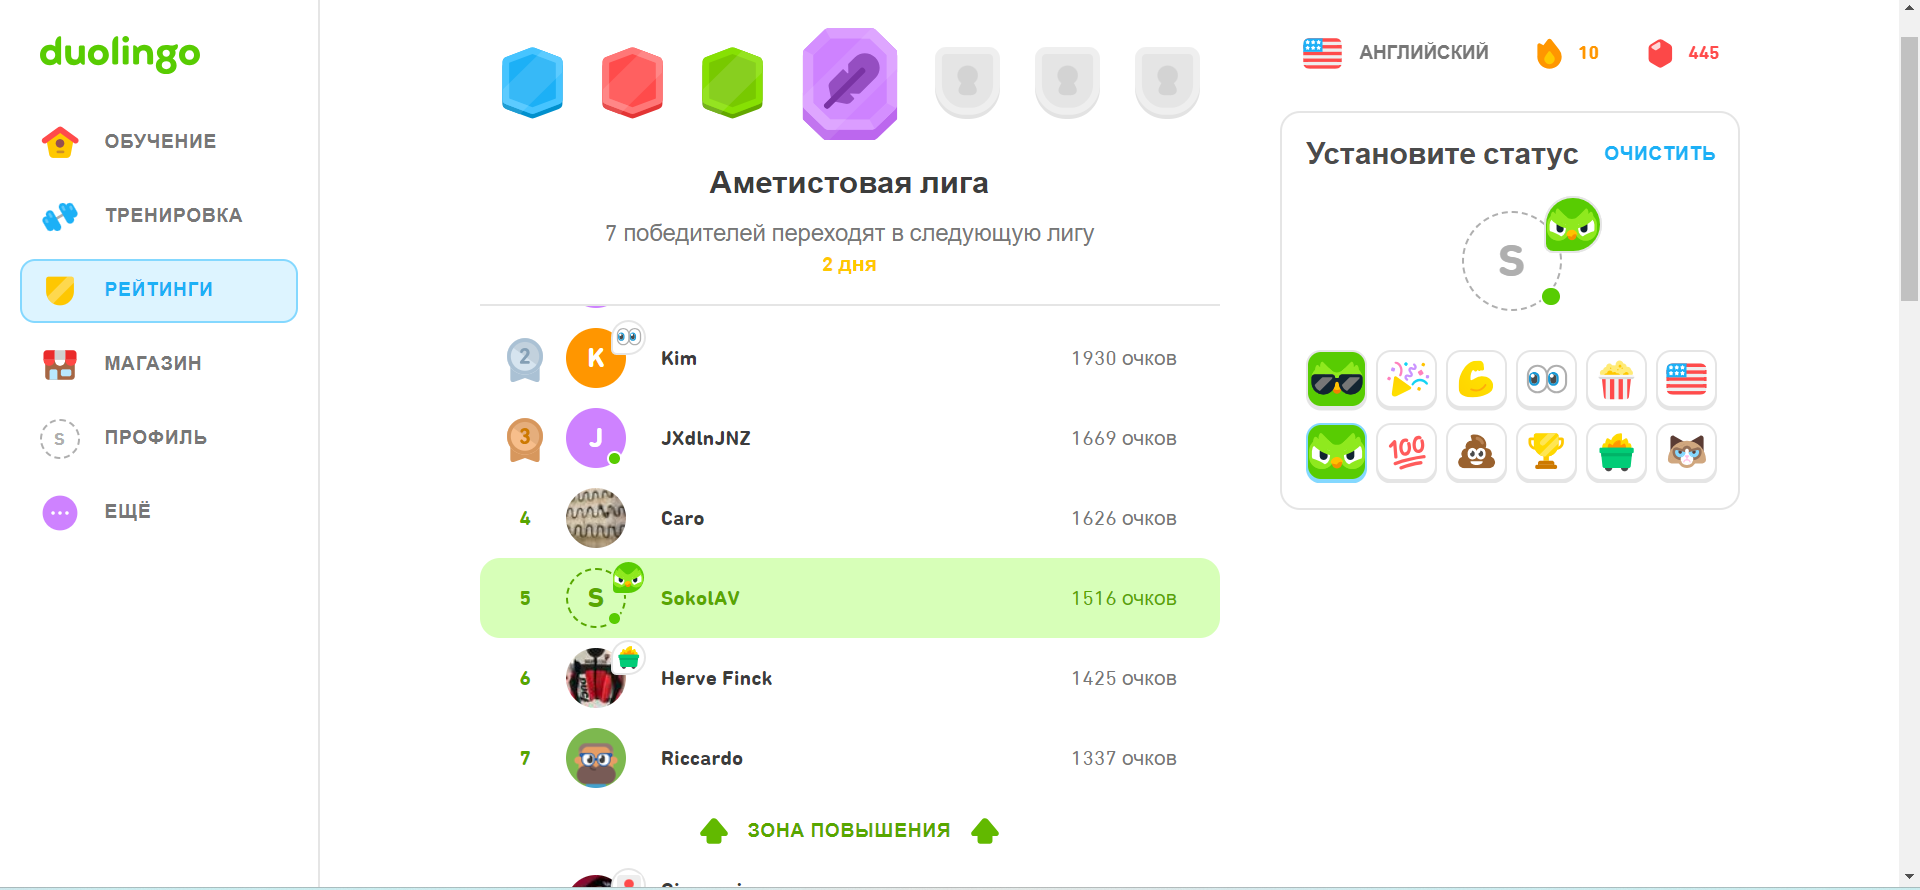 duolingo
ОБУЧЕНИЕ
ТРЕНИРОВКА
РЕЙТИНГИ
МАГАЗИН
S ПРОФИЛЬ
ЕЩЁ
Аметистовая лига
7 победителей переходят в следующую лигу
2 дня
2 K Kim 1930 очков
3 J JXdlnJNZ 1669 очков
4 Caro 1626 очков
5 S SokolAV 1516 очков
6 Herve Finck 1425 очков
7 Riccardo 1337 очков
ЗОНА ПОВЫШЕНИЯ
АНГЛИЙСКИЙ 10 445
Установите статус ОЧИСТИТЬ
S
100